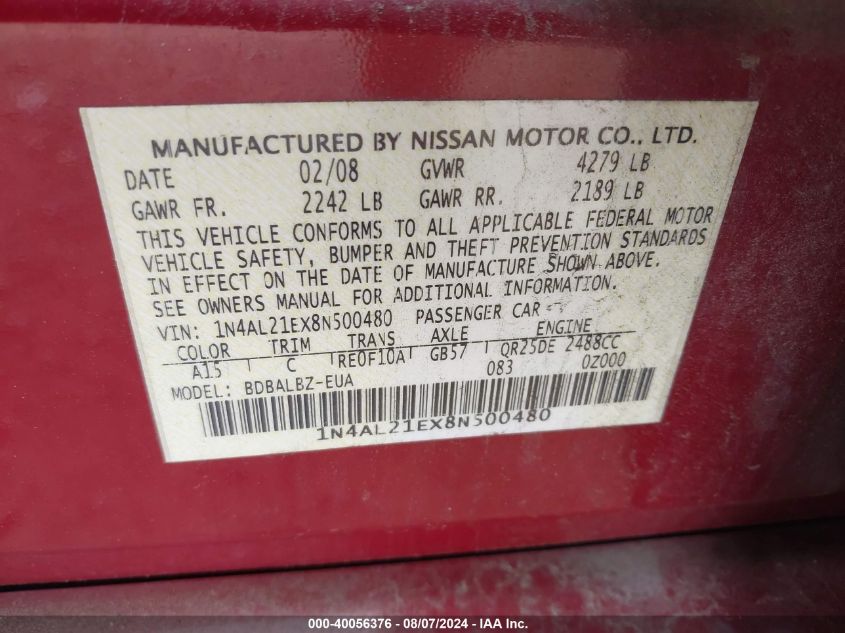 MANUFACTURED BY NISSAN MOTOR CO., LTD.
DATE 02/08 GVWR 4279 LB
GAWR FR. 2242 LB GAWR RR. 2189 LB
THIS VEHICLE CONFORMS TO ALL APPLICABLE FEDERAL MOTOR
VEHICLE SAFETY, BUMPER AND THEFT PREVENTION STANDARDS
IN EFFECT ON THE DATE OF MANUFACTURE SHOWN ABOVE.
SEE OWNERS MANUAL FOR ADDITIONAL INFORMATION.
VIN: 1N4AL21EX8N500480 PASSENGER CAR
COLOR TRIM TRANS AXLE ENGINE
A15 C RE0F10A GB57 QR25DE 2488CC
MODEL: BDBALBZ-EUA 083 0Z000
1N4AL21EX8N500480
000-40056376 - 08/07/2024 - IAA Inc.